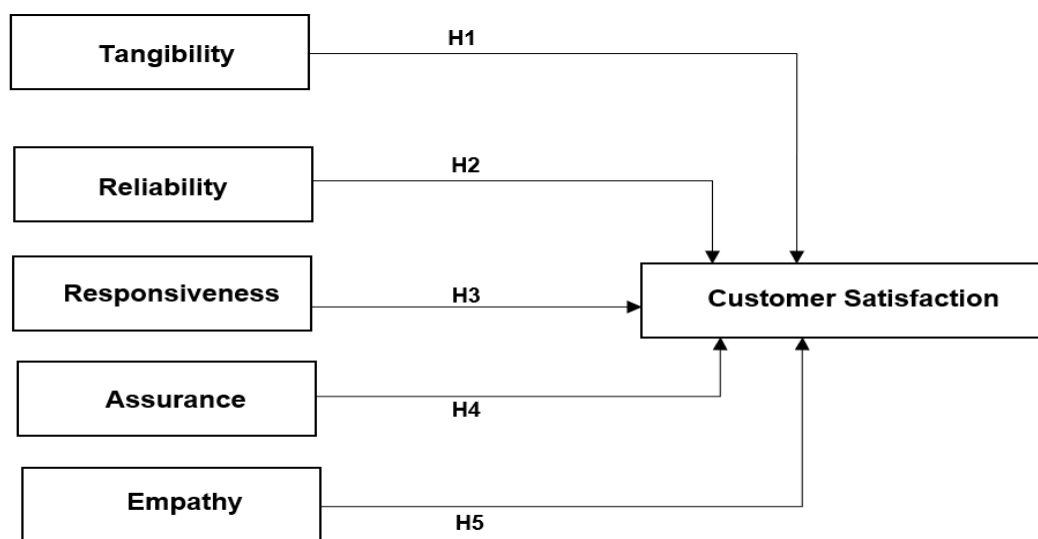 Tangibility
H1
Reliability
H2
Responsiveness
H3
Customer Satisfaction
Assurance
H4
Empathy
H5